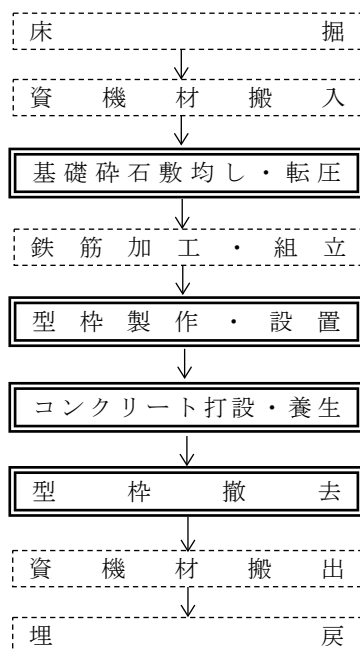 床掘
資機材搬入
基礎砕石敷均し・転圧
鉄筋加工・組立
型枠製作・設置
コンクリート打設・養生
型枠撤去
資機材搬出
埋戻